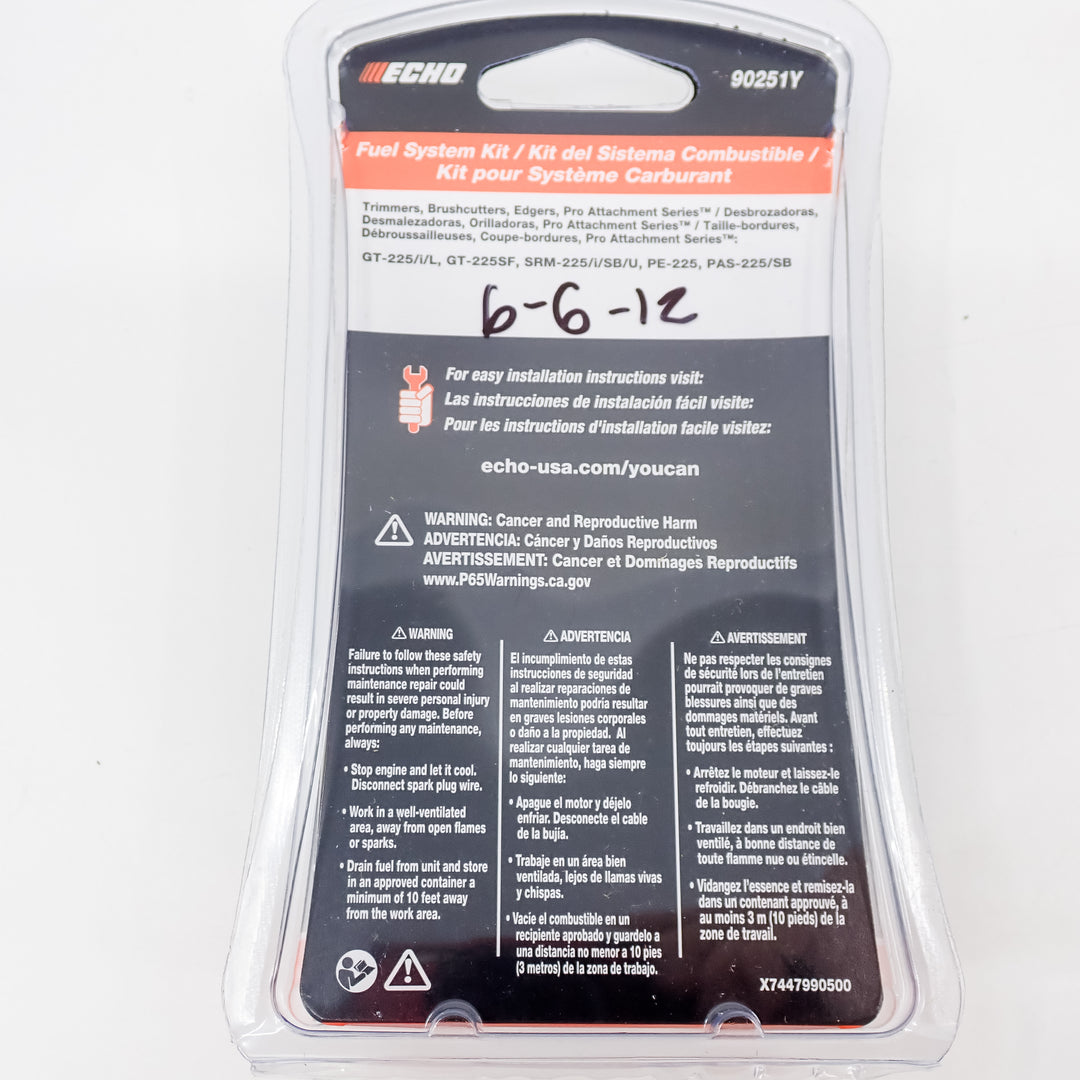 ECHO
90251Y
Fuel System Kit / Kit del Sistema Combustible /
Kit pour Système Carburant
Trimmers, Brushcutters, Edgers, Pro Attachment Series™ / Desbrozadoras,
Desmalezadoras, Orilladoras, Pro Attachment Series™ / Taille-bordures,
Débroussailleuses, Coupe-bordures, Pro Attachment Series™:
GT-225/i/L, GT-225SF, SRM-225/i/SB/U, PE-225, PAS-225/SB
6-6-12
For easy installation instructions visit:
Las instrucciones de instalación fácil visite:
Pour les instructions d'installation facile visitez:
echo-usa.com/youcan
WARNING: Cancer and Reproductive Harm
ADVERTENCIA: Cáncer y Daños Reproductivos
AVERTISSEMENT: Cancer et Dommages Reproductifs
www.P65Warnings.ca.gov
WARNING
Failure to follow these safety
instructions when performing
maintenance repair could
result in severe personal injury
or property damage. Before
performing any maintenance,
always:
• Stop engine and let it cool.
Disconnect spark plug wire.
• Work in a well-ventilated
area, away from open flames
or sparks.
• Drain fuel from unit and store
in an approved container a
minimum of 10 feet away
from the work area.
ADVERTENCIA
El incumplimiento de estas
instrucciones de seguridad
al realizar reparaciones de
mantenimiento podría resultar
en graves lesiones corporales
o daño a la propiedad. Al
realizar cualquier tarea de
mantenimiento, haga siempre
lo siguiente:
• Apague el motor y déjelo
enfriar. Desconecte el cable
de la bujía.
• Trabaje en un área bien
ventilada, lejos de llamas vivas
y chispas.
• Vacíe el combustible en un
recipiente aprobado y guardelo a
una distancia no menor a 10 pies
(3 metros) de la zona de trabajo.
AVERTISSEMENT
Ne pas respecter les consignes
de sécurité lors de l'entretien
pourrait provoquer de graves
blessures ainsi que des
dommages matériels. Avant
tout entretien, effectuez
toujours les étapes suivantes :
• Arrêtez le moteur et laissez-le
refroidir. Débranchez le câble
de la bougie.
• Travaillez dans un endroit bien
ventilé, à bonne distance de
toute flamme nue ou étincelle.
• Vidangez l'essence et remisez-la
dans un contenant approuvé, à
au moins 3 m (10 pieds) de la
zone de travail.
X7447990500